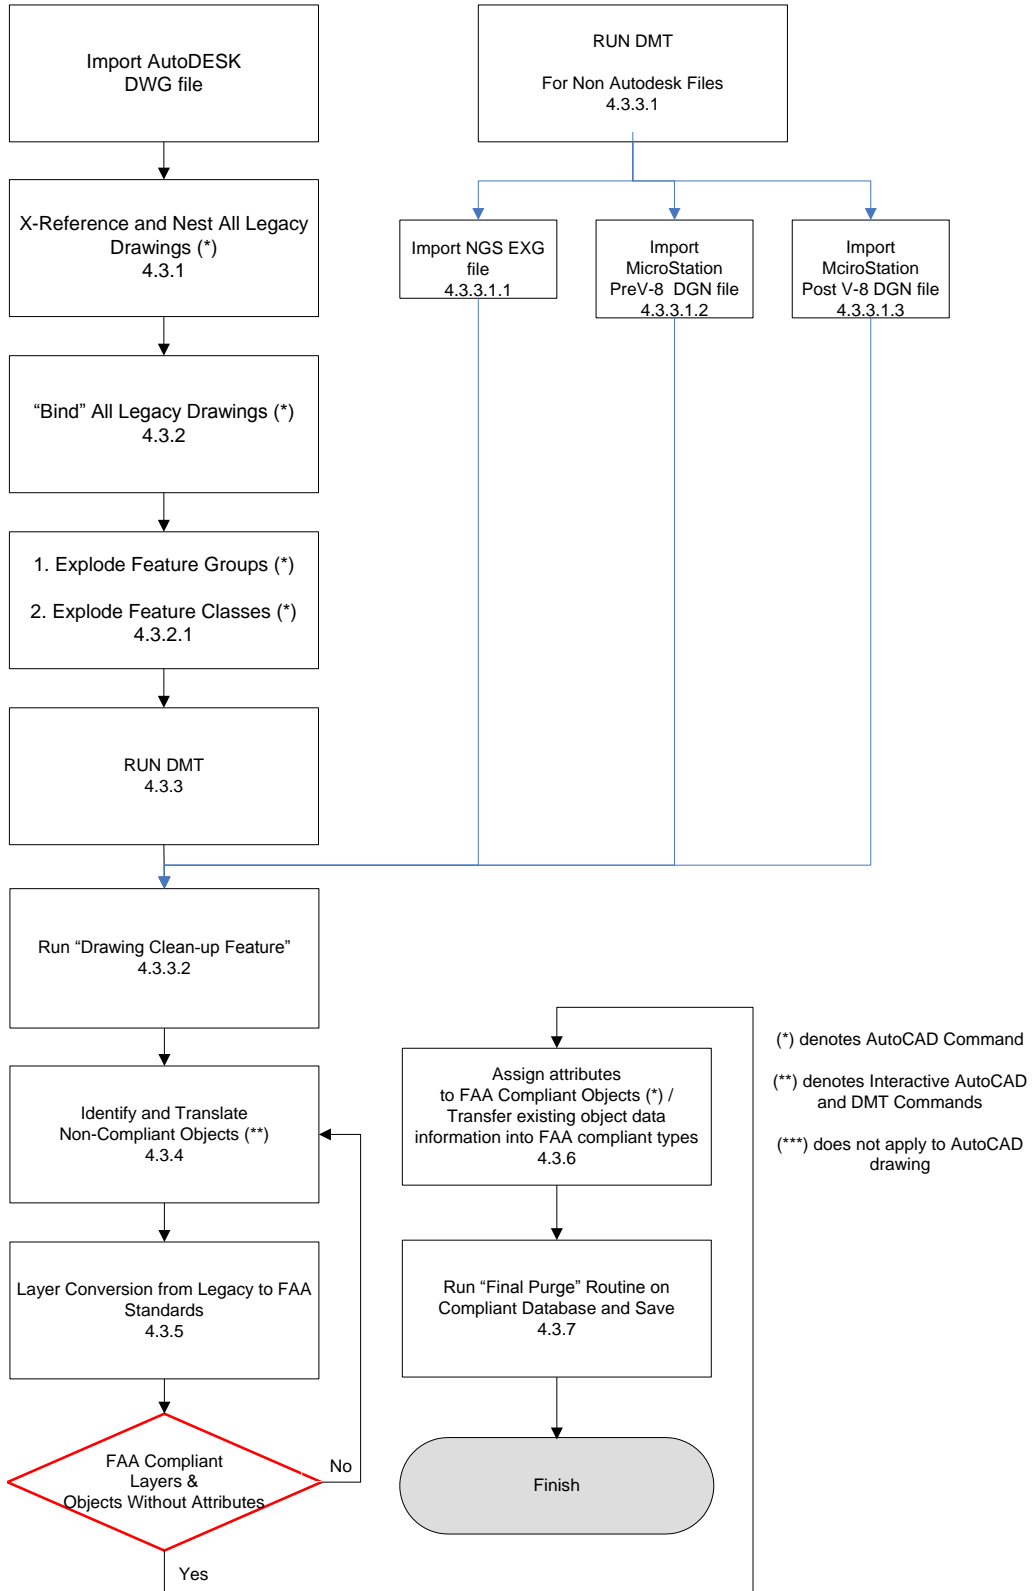 Import AutoDESK
DWG file
RUN DMT
For Non Autodesk Files
4.3.3.1
X-Reference and Nest All Legacy
Drawings (*)
4.3.1
Import NGS EXG
file
4.3.3.1.1
Import
MicroStation
PreV-8 DGN file
4.3.3.1.2
Import
MciroStation
Post V-8 DGN file
4.3.3.1.3
“Bind” All Legacy Drawings (*)
4.3.2
1. Explode Feature Groups (*)
2. Explode Feature Classes (*)
4.3.2.1
RUN DMT
4.3.3
Run “Drawing Clean-up Feature”
4.3.3.2
Identify and Translate
Non-Compliant Objects (**)
4.3.4
Layer Conversion from Legacy to FAA
Standards
4.3.5
FAA Compliant
Layers &
Objects Without Attributes
No
Yes
Assign attributes
to FAA Compliant Objects (*) /
Transfer existing object data
information into FAA compliant types
4.3.6
Run “Final Purge” Routine on
Compliant Database and Save
4.3.7
Finish
(*) denotes AutoCAD Command
(**) denotes Interactive AutoCAD
and DMT Commands
(***) does not apply to AutoCAD
drawing